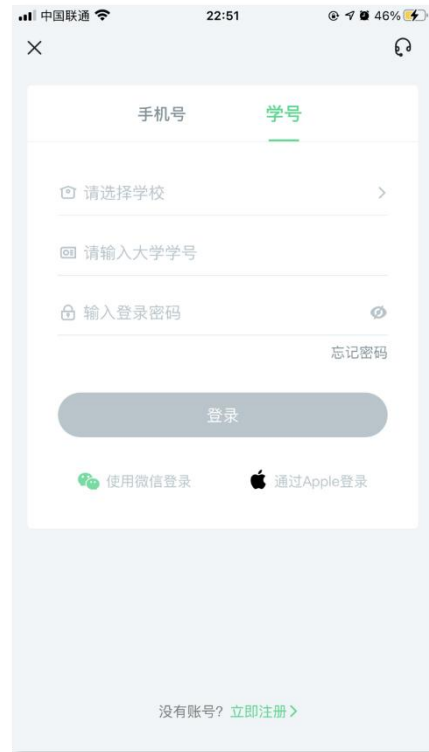 中国联通 22:51 46%
手机号 学号
请选择学校
请输入大学学号
输入登录密码
忘记密码
登录
使用微信登录 通过Apple登录
没有账号? 立即注册>